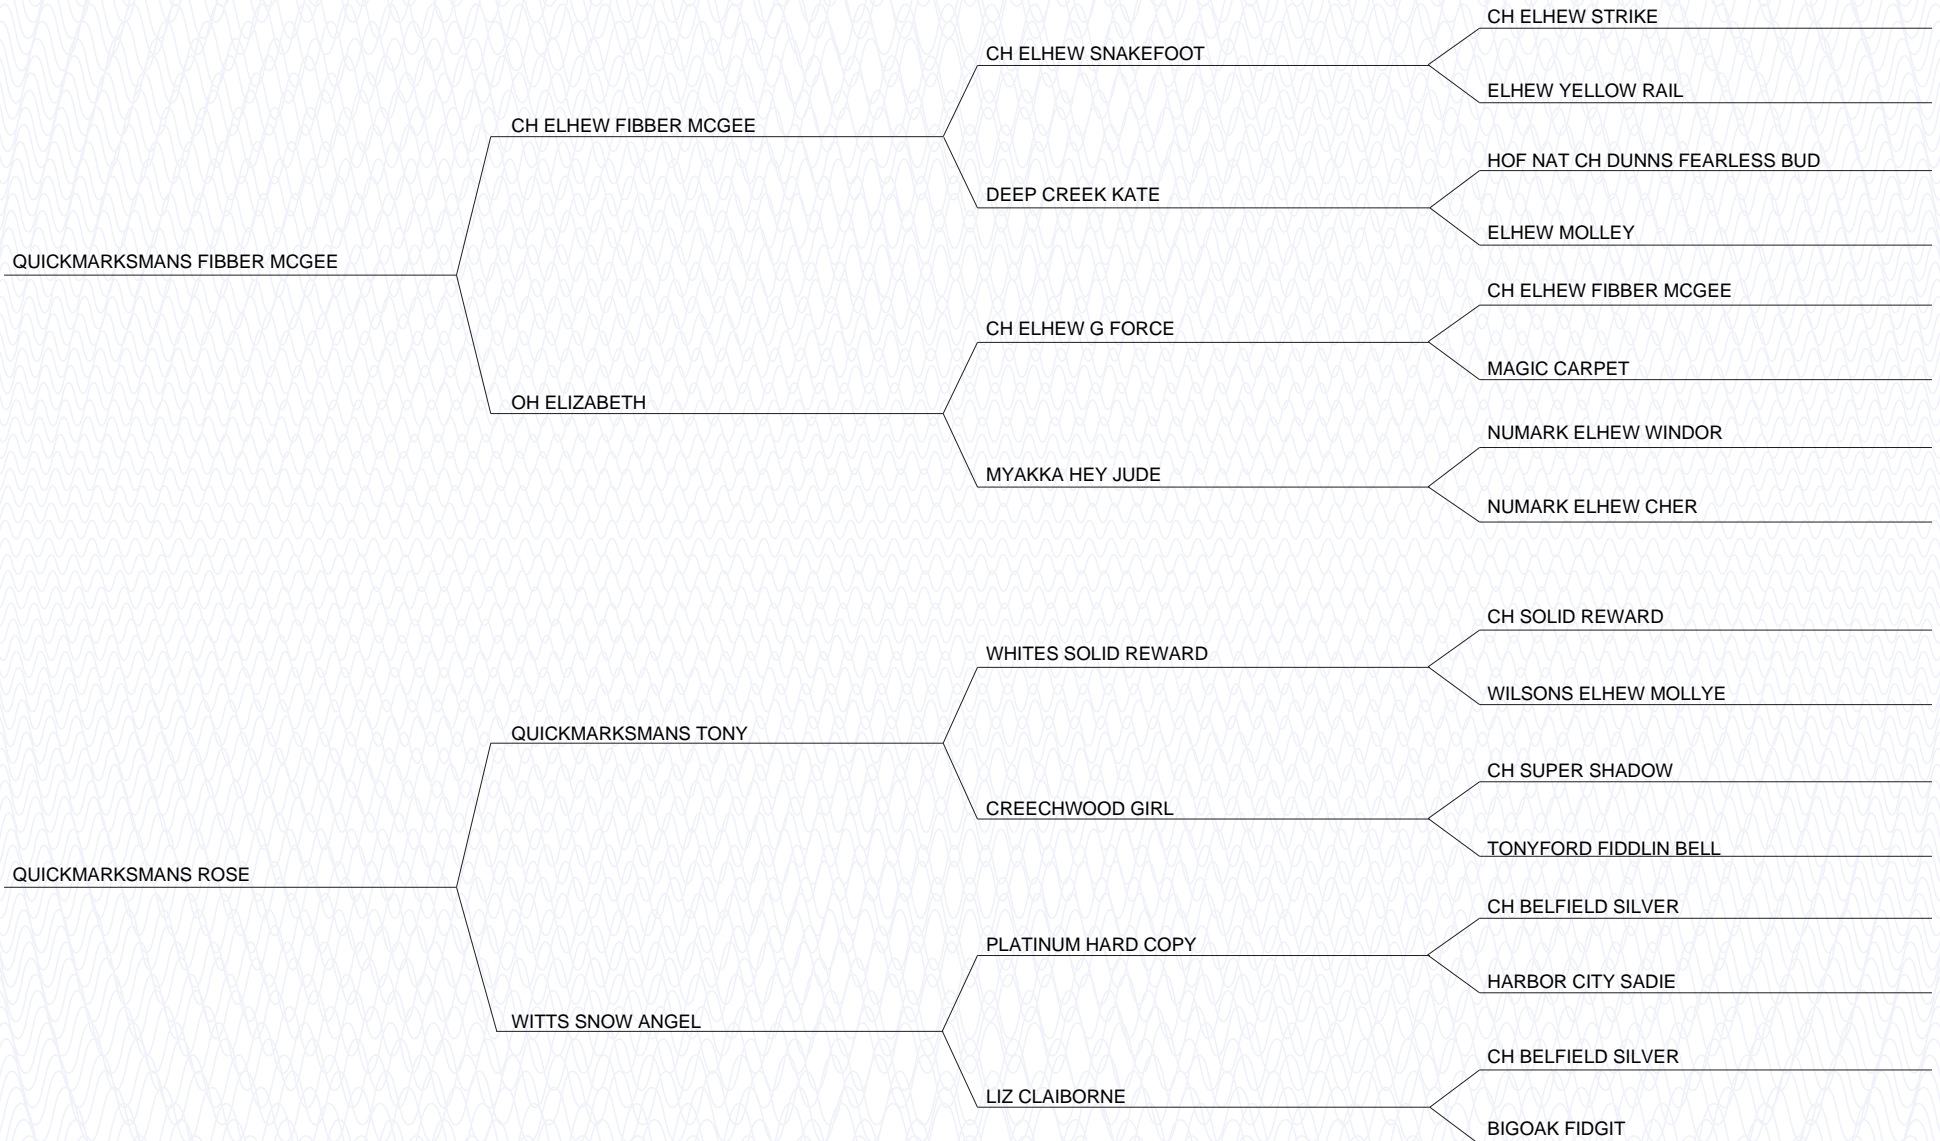 CH ELHEW STRIKE
CH ELHEW SNAKEFOOT
ELHEW YELLOW RAIL
CH ELHEW FIBBER MCGEE
HOF NAT CH DUNNS FEARLESS BUD
DEEP CREEK KATE
ELHEW MOLLEY
QUICKMARKSMANS FIBBER MCGEE
CH ELHEW FIBBER MCGEE
CH ELHEW G FORCE
MAGIC CARPET
OH ELIZABETH
NUMARK ELHEW WINDOR
MYAKKA HEY JUDE
NUMARK ELHEW CHER
CH SOLID REWARD
WHITES SOLID REWARD
WILSONS ELHEW MOLLYE
QUICKMARKSMANS TONY
CH SUPER SHADOW
CREECHWOOD GIRL
TONYFORD FIDDLIN BELL
QUICKMARKSMANS ROSE
CH BELFIELD SILVER
PLATINUM HARD COPY
HARBOR CITY SADIE
WITTS SNOW ANGEL
CH BELFIELD SILVER
LIZ CLAIBORNE
BIGOAK FIDGIT